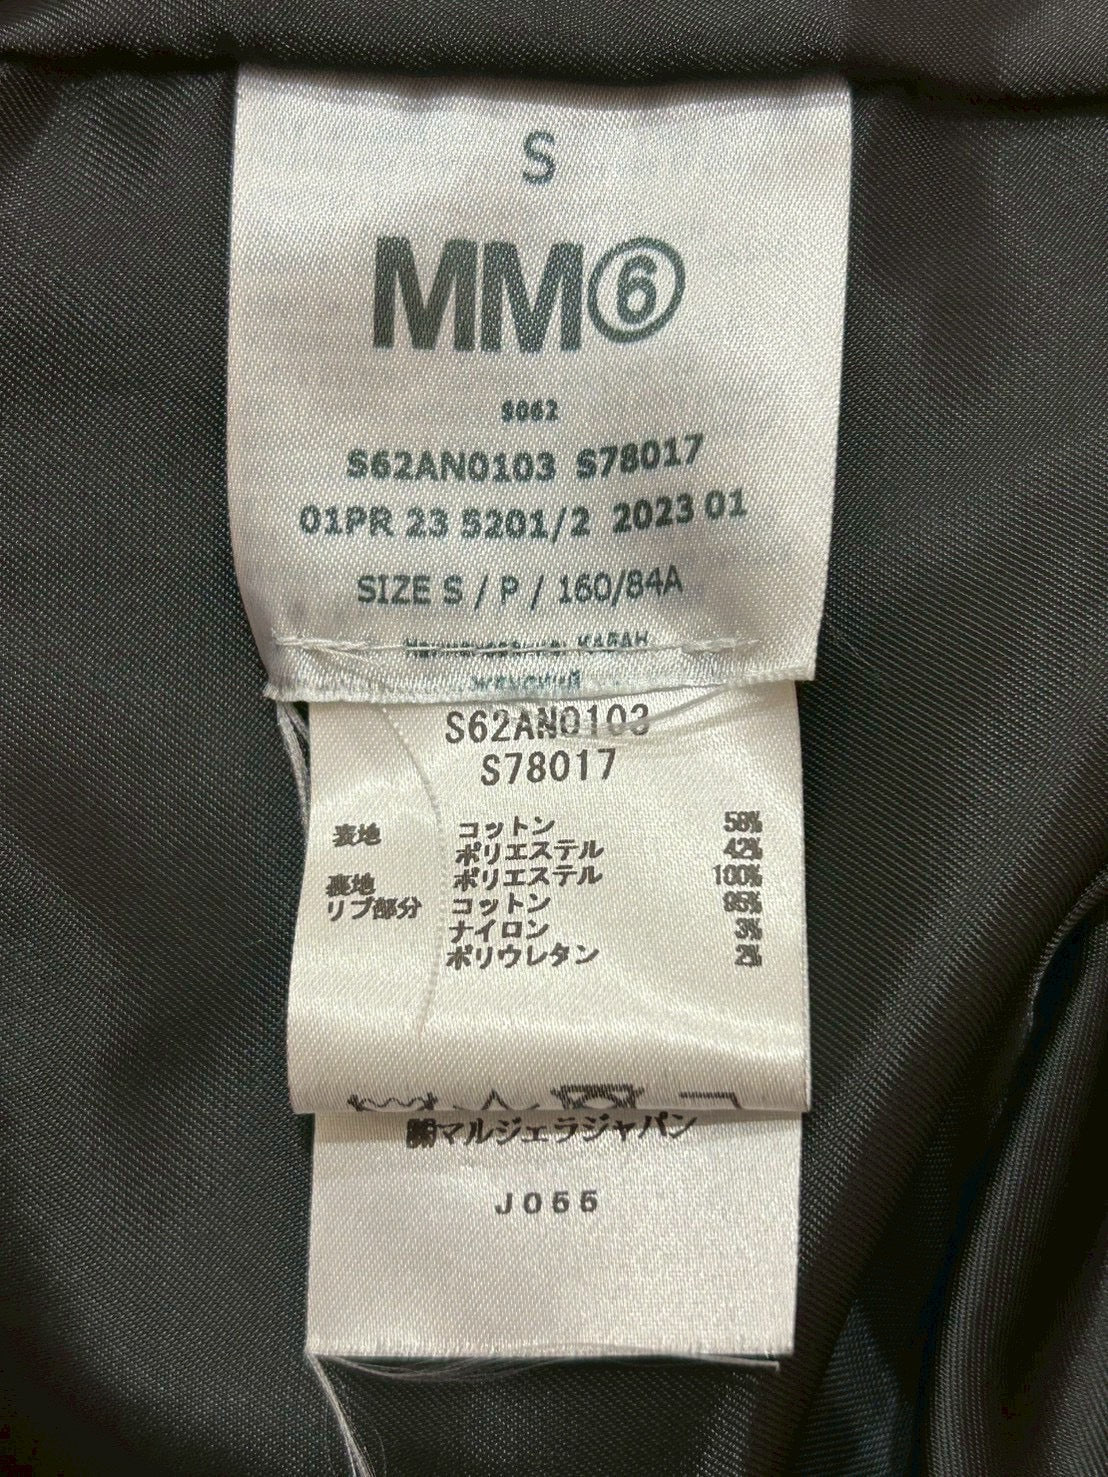 S
MM⑥
S062
S62AN0103 S78017
01PR 23 5201/2 2023 01
SIZE S / P / 160/84A
S62AN0103
S78017
表地 コットン 58%
ポリエステル 42%
裏地 ポリエステル 100%
リブ部分 コットン 95%
ナイロン 3%
ポリウレタン 2%
㈱マルジェラジャパン
J055